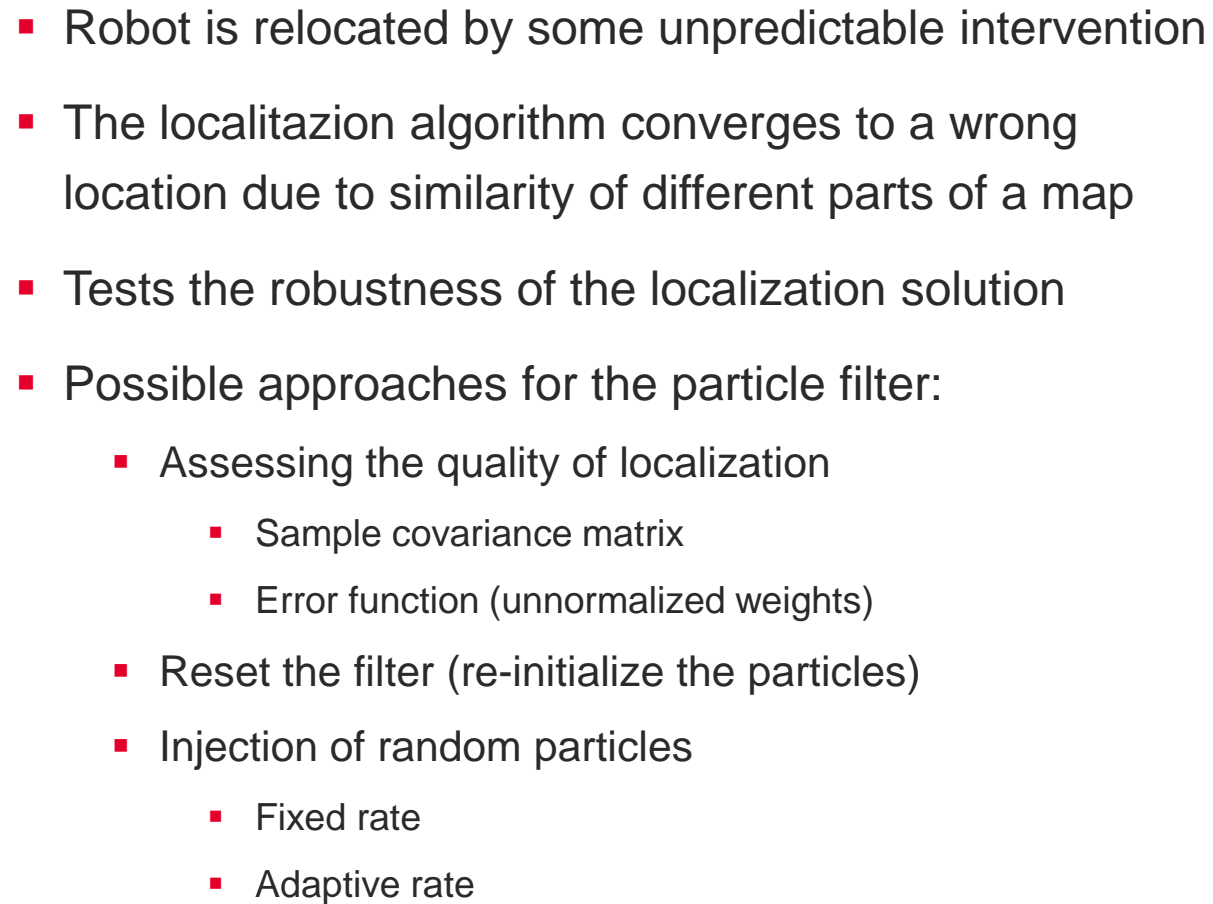 ▪ Robot is relocated by some unpredictable intervention
▪ The localitazion algorithm converges to a wrong
location due to similarity of different parts of a map
▪ Tests the robustness of the localization solution
▪ Possible approaches for the particle filter:
▪ Assessing the quality of localization
▪ Sample covariance matrix
▪ Error function (unnormalized weights)
▪ Reset the filter (re-initialize the particles)
▪ Injection of random particles
▪ Fixed rate
▪ Adaptive rate